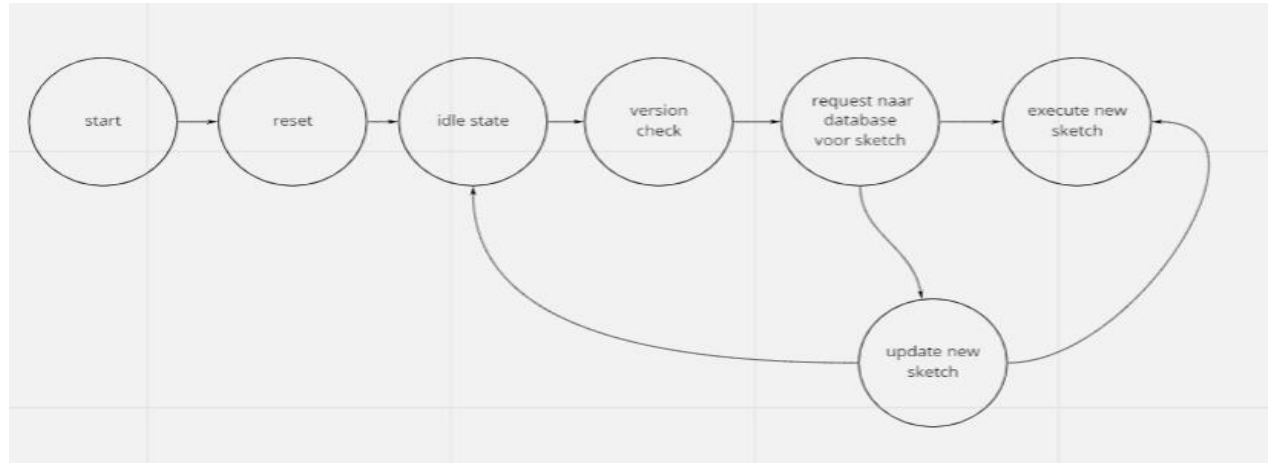 start
reset
idle state
version
check
request naar
database
voor sketch
execute new
sketch
update new
sketch